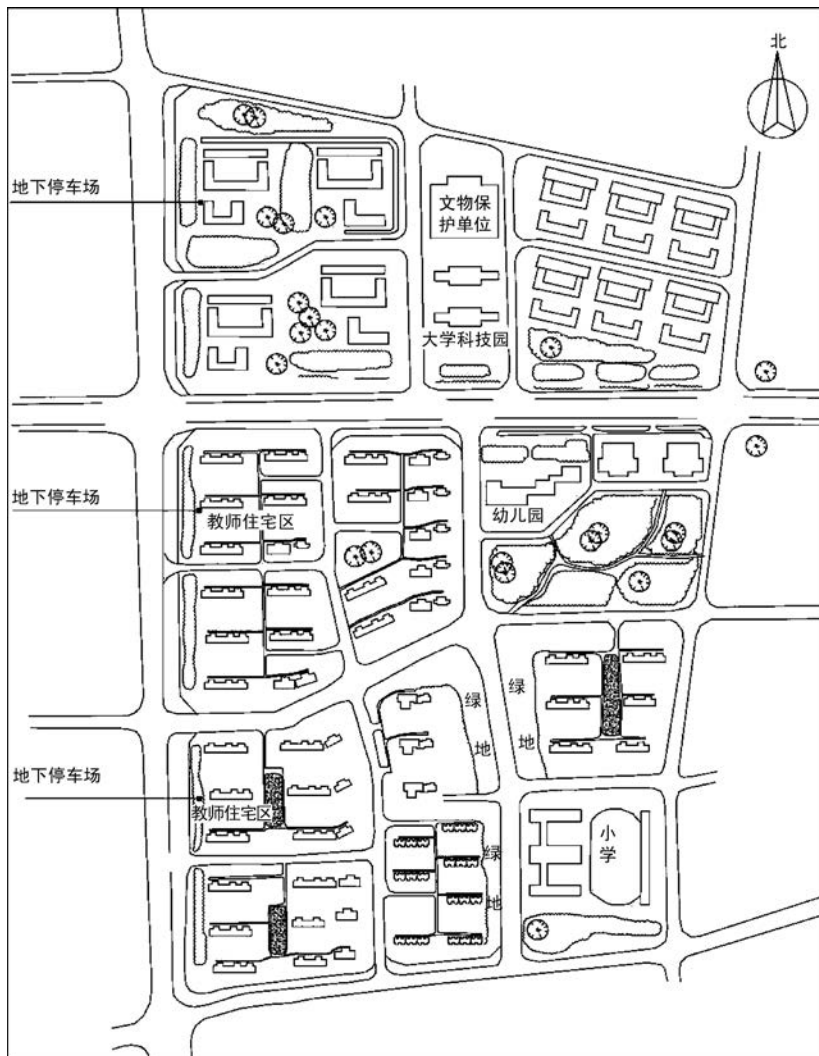 北
地下停车场
文物保
护单位
大学科技园
地下停车场
教师住宅区
幼儿园
绿
地
绿
地
地下停车场
教师住宅区
小
学
绿
地